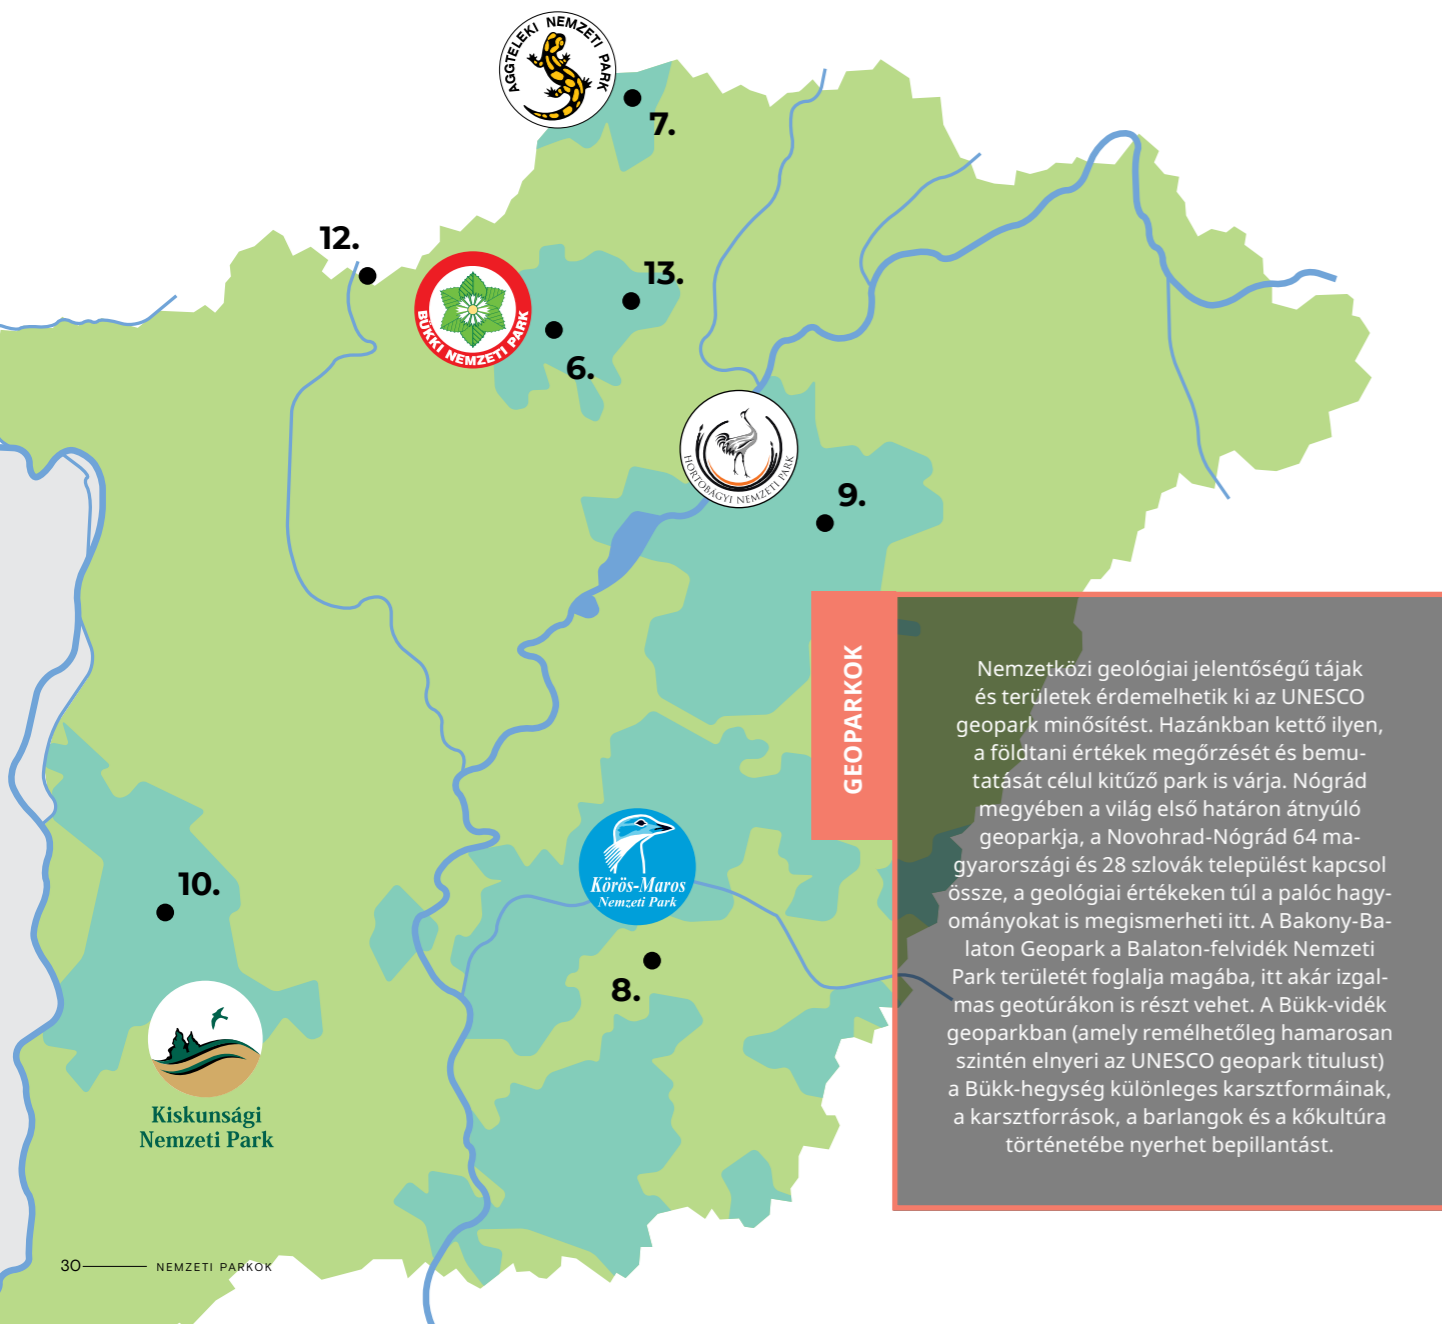 AGGTELEKI NEMZETI PARK
7.
12.
13.
BÜKKI NEMZETI PARK
6.
HORTOBÁGYI NEMZETI PARK
9.
GEOPARKOK
Nemzetközi geológiai jelentőségű tájak
és területek érdemelhetik ki az UNESCO
geopark minősítést. Hazánkban kettő ilyen,
a földtani értékek megőrzését és bemu-
tatását célul kitűző park is várja. Nógrád
megyében a világ első határon átnyúló
geoparkja, a Novohrad-Nógrád 64 ma-
gyarországi és 28 szlovák települést kapcsol
össze, a geológiai értékeken túl a palóc hagy-
ományokat is megismerheti itt. A Bakony-Ba-
laton Geopark a Balaton-felvidék Nemzeti
Park területét foglalja magába, itt akár izgal-
mas geotúrákon is részt vehet. A Bükk-vidék
geoparkban (amely remélhetőleg hamarosan
szintén elnyeri az UNESCO geopark titulust)
a Bükk-hegység különleges karsztformáinak,
a karsztforrások, a barlangok és a kőkultúra
történetébe nyerhet bepillantást.
Körös-Maros
Nemzeti Park
10.
8.
Kiskunsági
Nemzeti Park
30 NEMZETI PARKOK